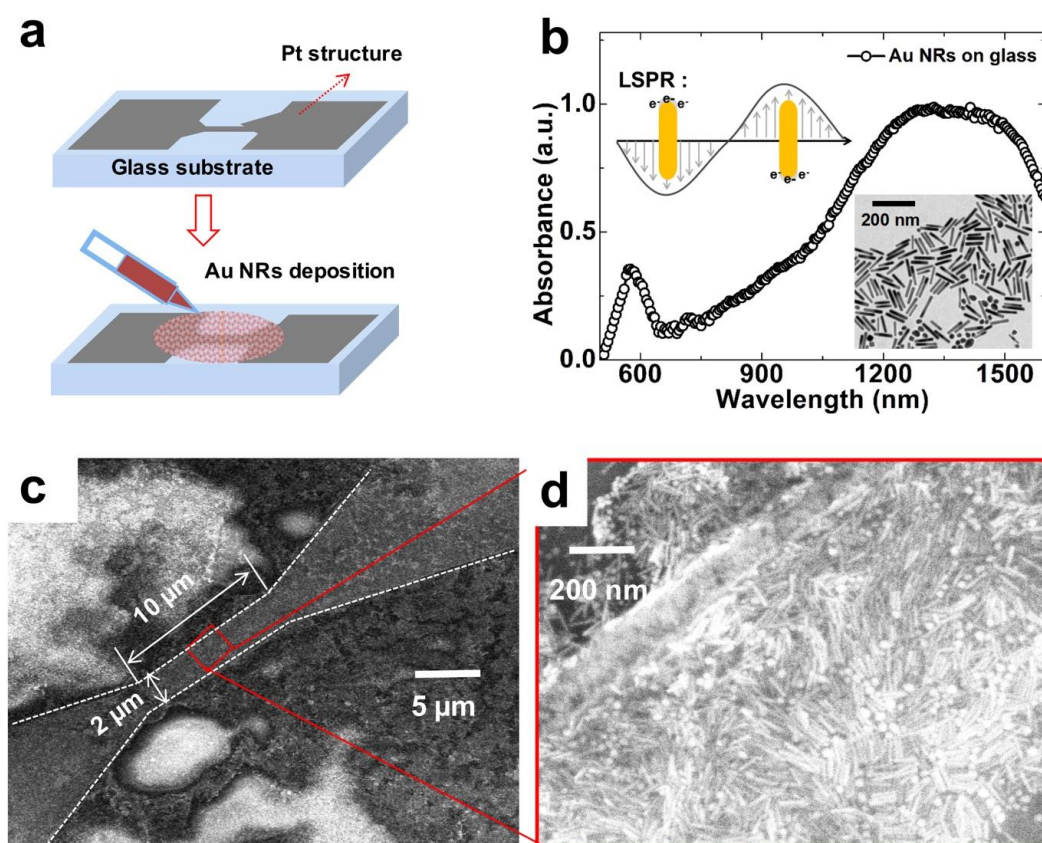 a
Pt structure
Glass substrate
Au NRs deposition
b
Au NRs on glass
LSPR :
e- e- e-
e- e- e-
200 nm
Absorbance (a.u.)
1.0
0.5
0.0
600 900 1200 1500
Wavelength (nm)
c
10 µm
2 µm
5 µm
d
200 nm